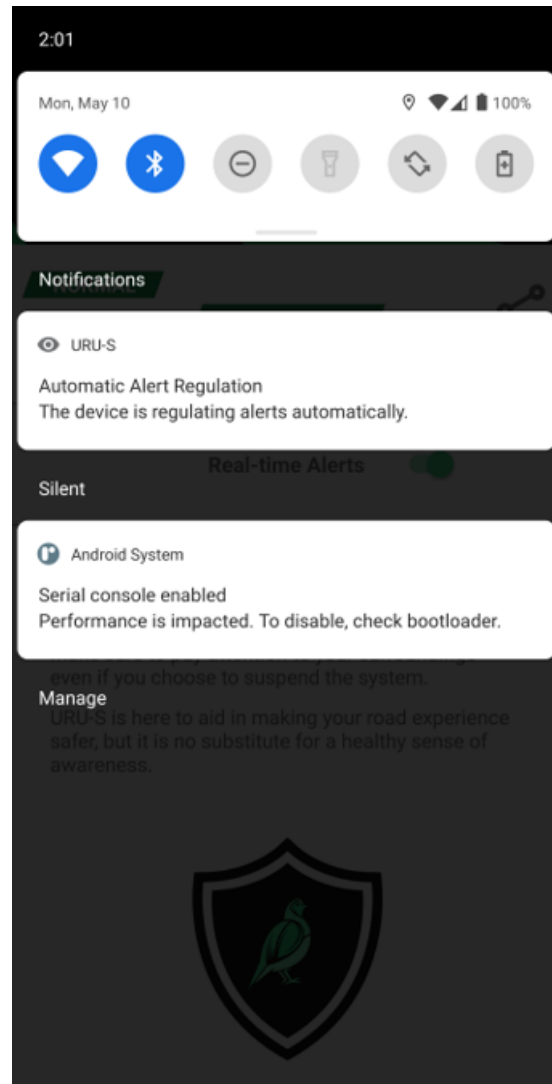 2:01
Mon, May 10
100%
Notifications
NORMAL
URU-S
Automatic Alert Regulation
The device is regulating alerts automatically.
Real-time Alerts
Silent
Android System
Serial console enabled
Performance is impacted. To disable, check bootloader.
even if you choose to suspend the system.
Manage
URU-S is here to aid in making your road experience
safer, but it is no substitute for a healthy sense of
awareness.